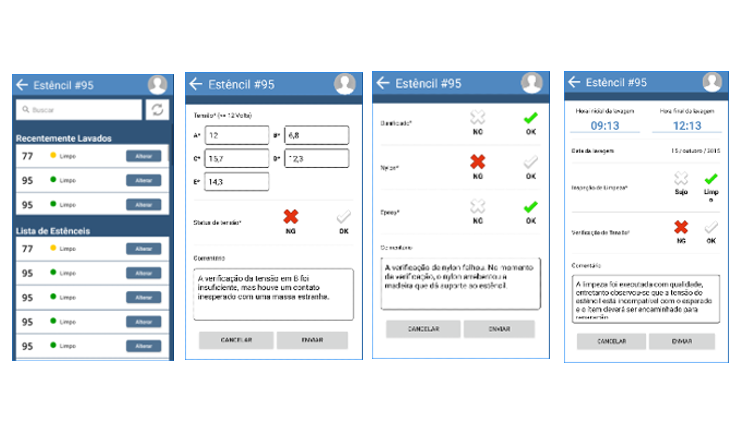 Estêncil #95
Buscar
Recentemente Lavados
77 Limpo Alterar
95 Limpo Alterar
95 Limpo Alterar
Lista de Estênceis
77 Limpo Alterar
95 Limpo Alterar
95 Limpo Alterar
95 Limpo Alterar
95 Limpo Alterar
Estêncil #95
Tensão* (>= 12 Volts)
A* 12 B* 6,8
C* 15,7 D* 12,3
E* 14,3
Status de tensão* NG OK
Comentário
A verificação da tensão em B foi
insuficiente, mas houve um contato
inesperado com uma massa estranha.
CANCELAR ENVIAR
Estêncil #95
Danificado* NG OK
Nylon* NG OK
Epoxy* NG OK
Comentário
A verificação de nylon falhou. No momento
da verificação, o nylon arrebentou a
madeira que dá suporte ao estêncil.
CANCELAR ENVIAR
Estêncil #95
Hora inicial da lavagem Hora final da lavagem
09:13 12:13
Data da lavagem 15 / outubro / 2015
Inspeção de Limpeza* Sujo Limp
o
Verificação de Tensão* NG OK
Comentário
A limpeza foi executada com qualidade,
entretanto observou-se que a tensão do
estêncil está incompatível com o esperado
e o item deverá ser encaminhado para
reparação
CANCELAR ENVIAR